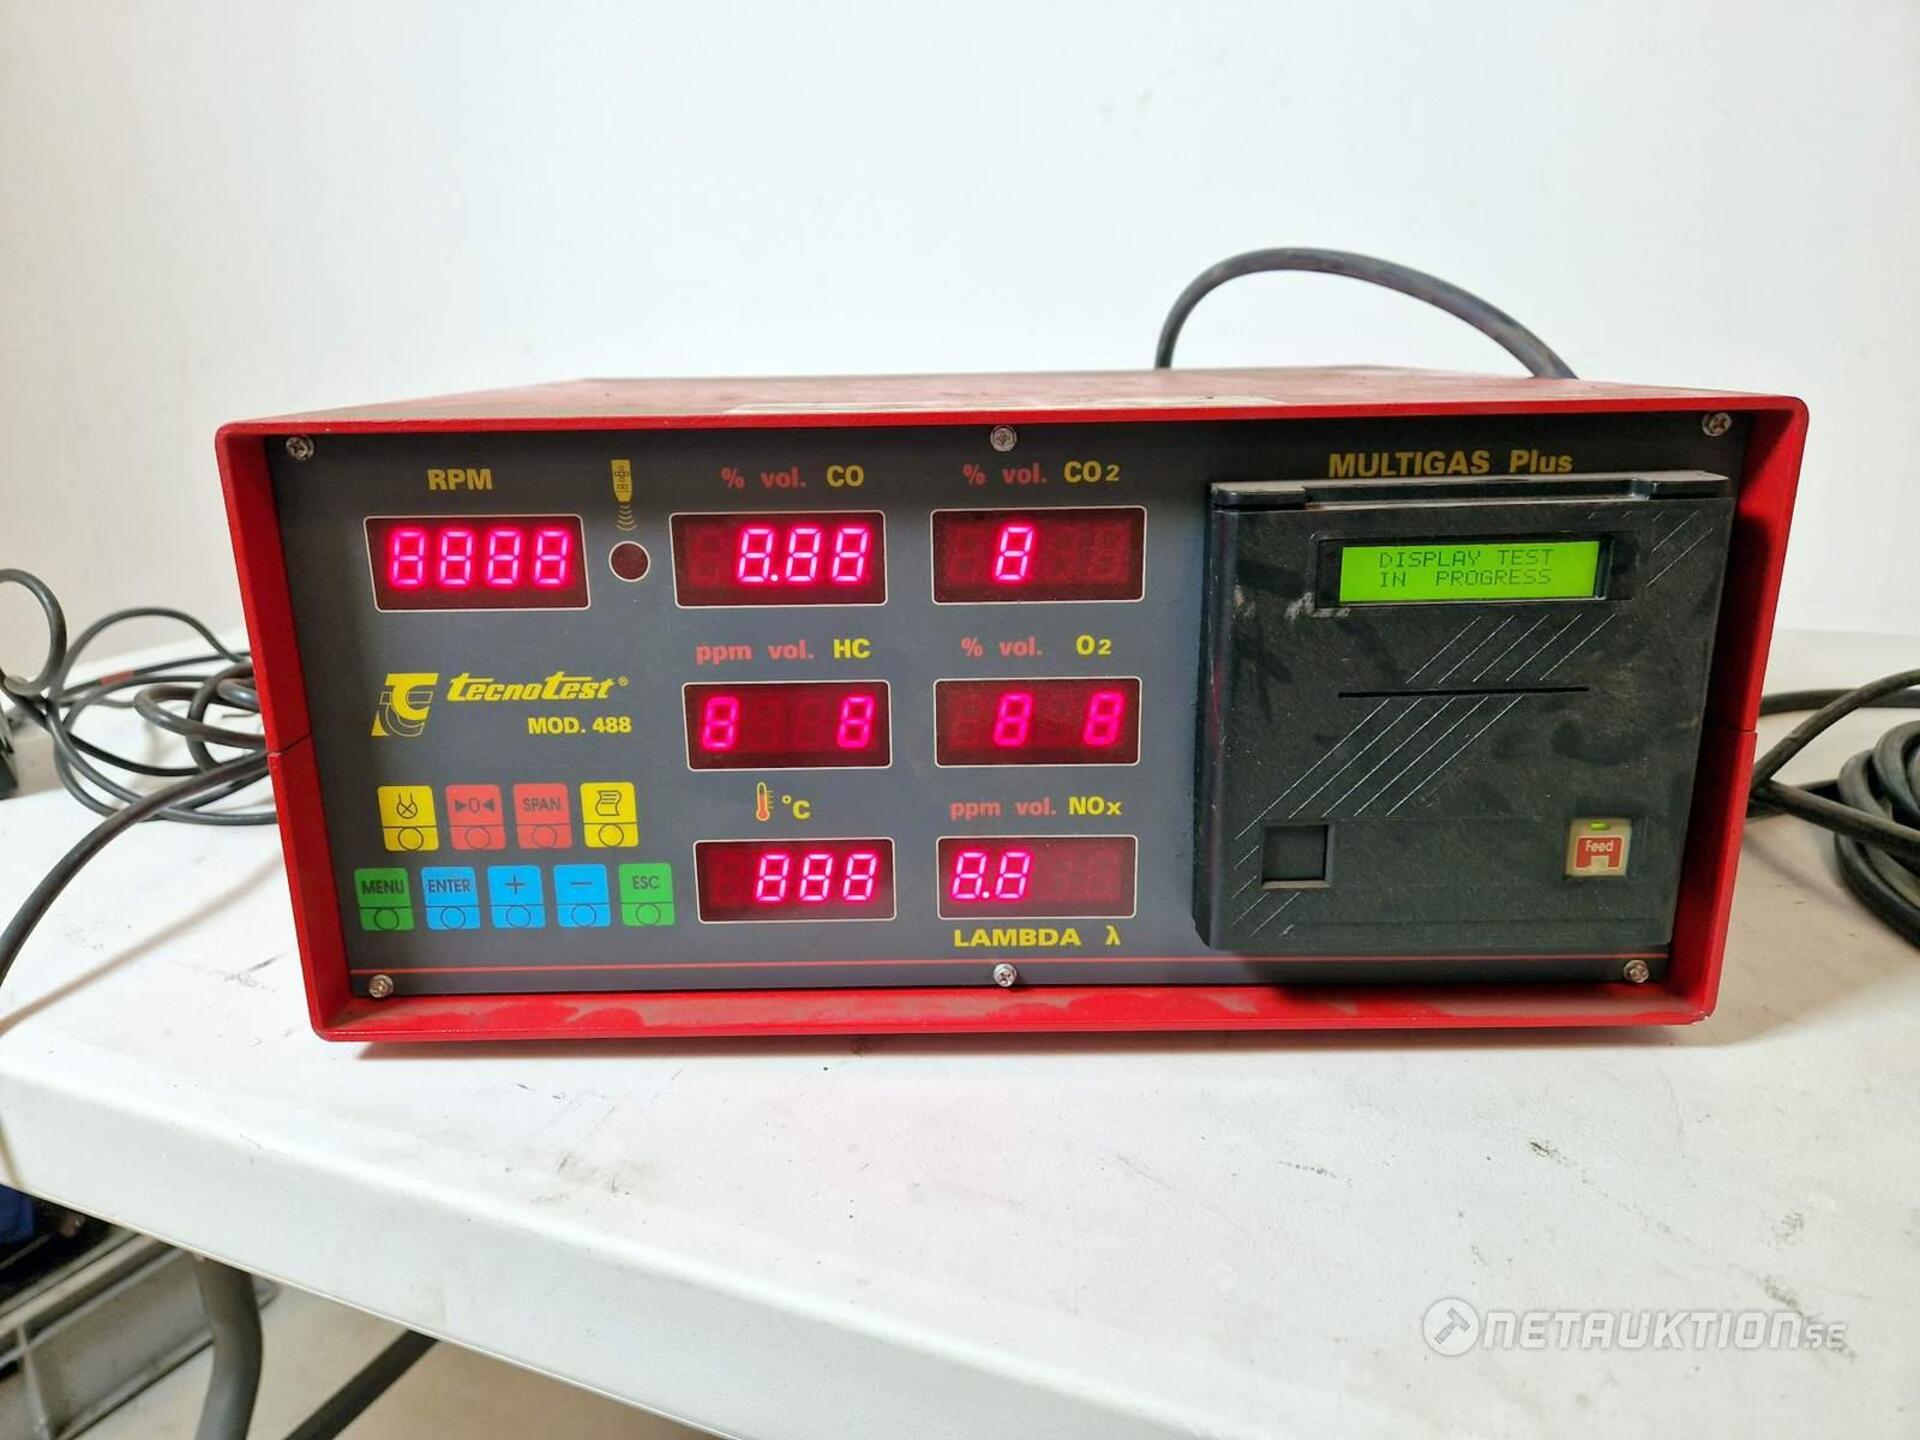 RPM
% vol. CO
% vol. CO2
MULTIGAS Plus
8888
8.88
8
DISPLAY TEST
IN PROGRESS
ppm vol. HC
% vol. O2
tecnotest®
MOD. 488
8 8
8 8
°C
ppm vol. NOx
▶0◀
SPAN
888
8.8
Feed
MENU
ENTER
+
−
ESC
LAMBDA λ
NETAUKTION.SE